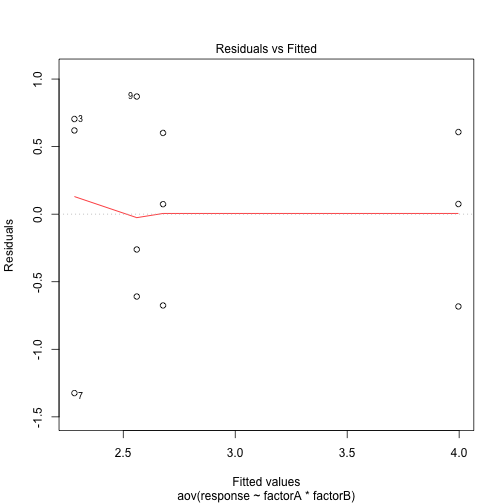 Residuals vs Fitted
1.0
0.5
0.0
-0.5
-1.0
-1.5
Residuals
3
9
7
2.5 3.0 3.5 4.0
Fitted values
aov(response ~ factorA * factorB)